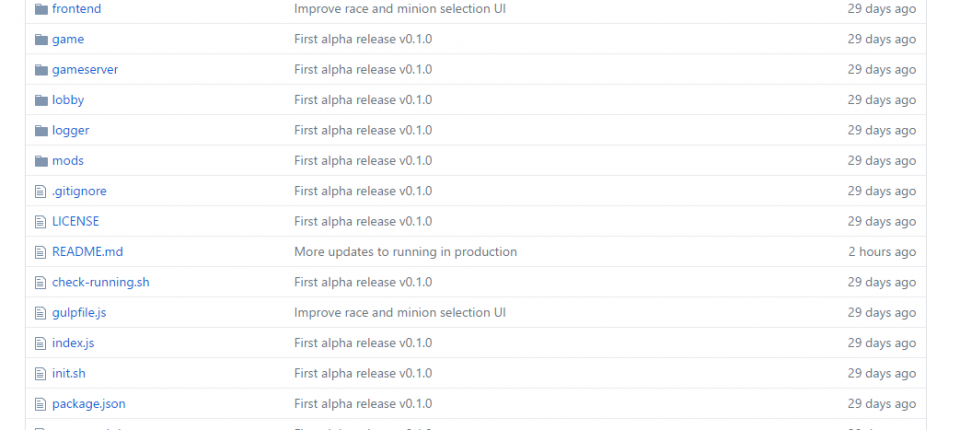 frontend Improve race and minion selection UI 29 days ago
game First alpha release v0.1.0 29 days ago
gameserver First alpha release v0.1.0 29 days ago
lobby First alpha release v0.1.0 29 days ago
logger First alpha release v0.1.0 29 days ago
mods First alpha release v0.1.0 29 days ago
.gitignore First alpha release v0.1.0 29 days ago
LICENSE First alpha release v0.1.0 29 days ago
README.md More updates to running in production 2 hours ago
check-running.sh First alpha release v0.1.0 29 days ago
gulpfile.js Improve race and minion selection UI 29 days ago
index.js First alpha release v0.1.0 29 days ago
init.sh First alpha release v0.1.0 29 days ago
package.json First alpha release v0.1.0 29 days ago